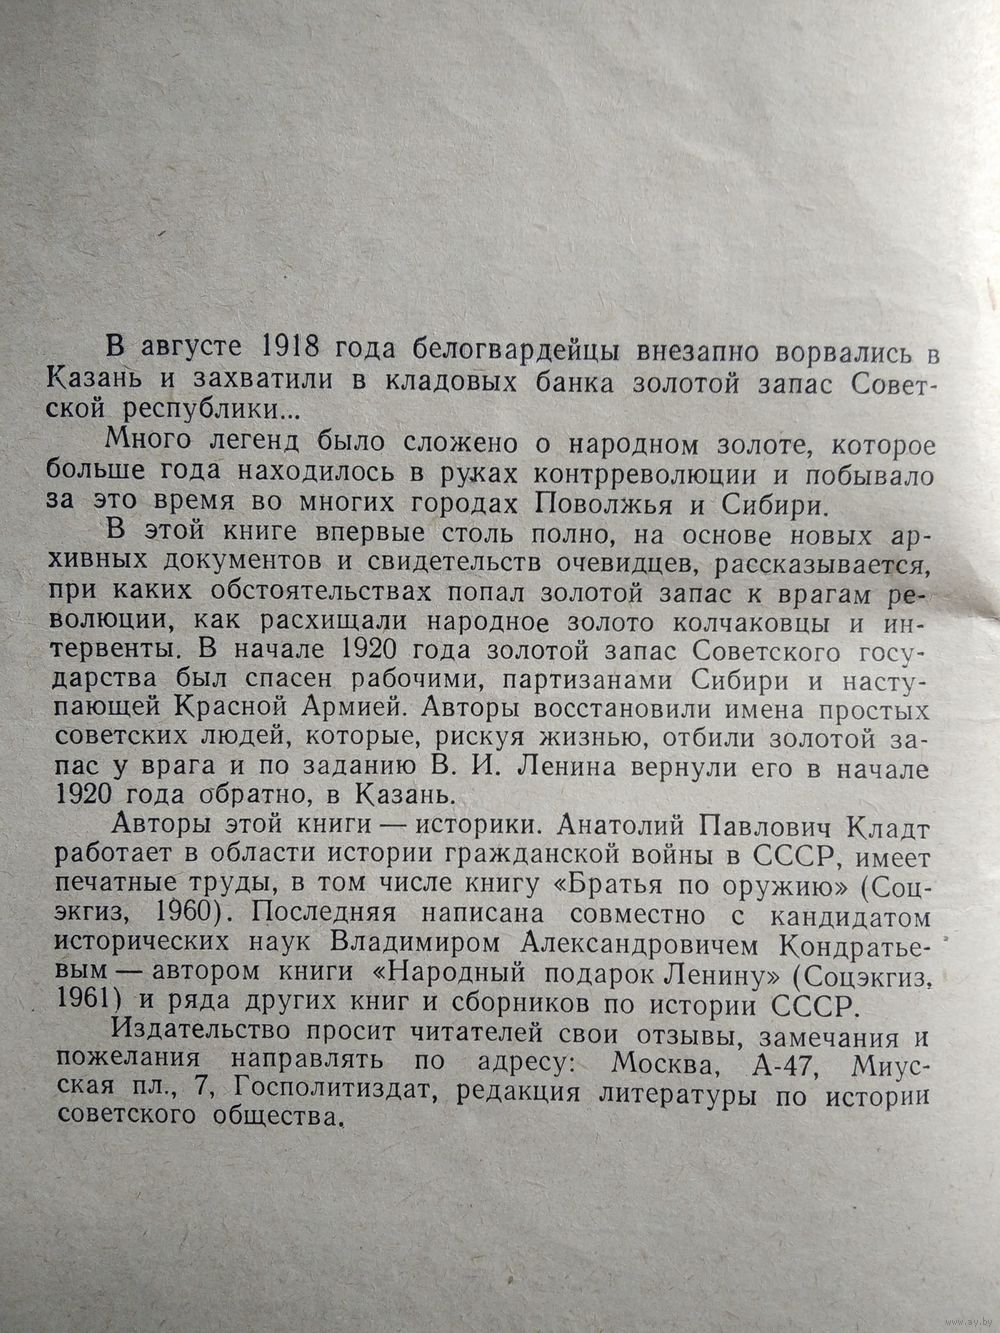 В августе 1918 года белогвардейцы внезапно ворвались в
Казань и захватили в кладовых банка золотой запас Совет-
ской республики...
Много легенд было сложено о народном золоте, которое
больше года находилось в руках контрреволюции и побывало
за это время во многих городах Поволжья и Сибири.
В этой книге впервые столь полно, на основе новых ар-
хивных документов и свидетельств очевидцев, рассказывается,
при каких обстоятельствах попал золотой запас к врагам ре-
волюции, как расхищали народное золото колчаковцы и ин-
тервенты. В начале 1920 года золотой запас Советского госу-
дарства был спасен рабочими, партизанами Сибири и насту-
пающей Красной Армией. Авторы восстановили имена простых
советских людей, которые, рискуя жизнью, отбили золотой за-
пас у врага и по заданию В. И. Ленина вернули его в начале
1920 года обратно, в Казань.
Авторы этой книги — историки. Анатолий Павлович Кладт
работает в области истории гражданской войны в СССР, имеет
печатные труды, в том числе книгу «Братья по оружию» (Соц-
экгиз, 1960). Последняя написана совместно с кандидатом
исторических наук Владимиром Александровичем Кондратье-
вым — автором книги «Народный подарок Ленину» (Соцэкгиз,
1961) и ряда других книг и сборников по истории СССР.
Издательство просит читателей свои отзывы, замечания и
пожелания направлять по адресу: Москва, А-47, Миус-
ская пл., 7, Госполитиздат, редакция литературы по истории
советского общества.
www.ay.by